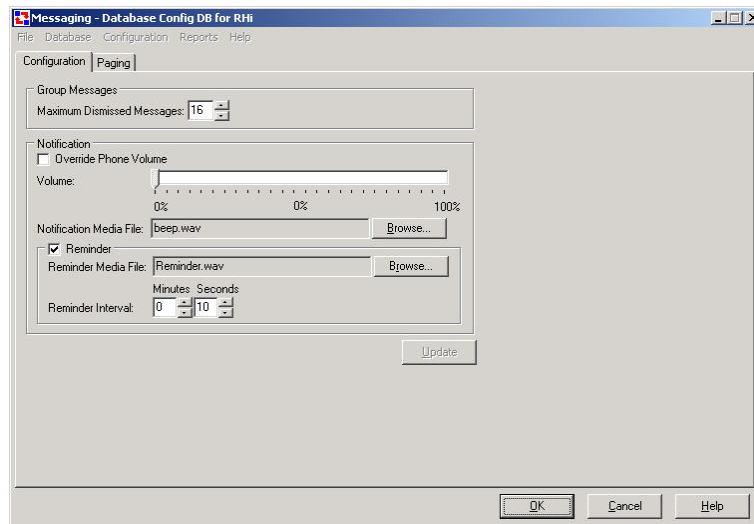 Messaging - Database Config DB for RHi
File Database Configuration Reports Help
Configuration Paging
Group Messages
Maximum Dismissed Messages: 16
Notification
Override Phone Volume
Volume:
0% 0% 100%
Notification Media File: beep.wav Browse...
Reminder
Reminder Media File: Reminder.wav Browse...
Minutes Seconds
Reminder Interval: 0 10
Update
OK Cancel Help